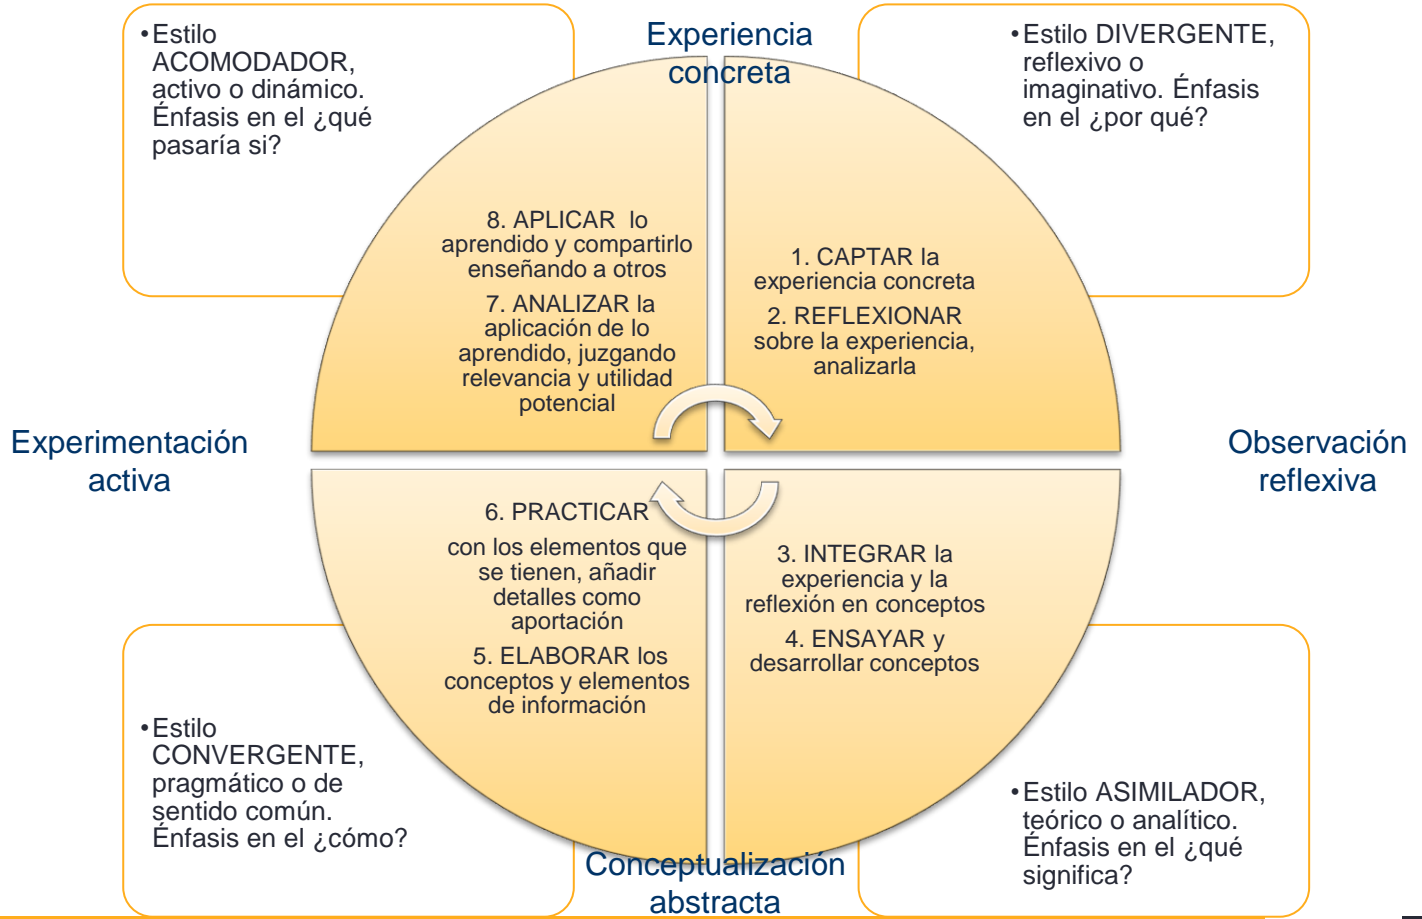 •Estilo
ACOMODADOR,
activo o dinámico.
Énfasis en el ¿qué
pasaría si?
Experiencia
concreta
•Estilo DIVERGENTE,
reflexivo o
imaginativo. Énfasis
en el ¿por qué?
8. APLICAR lo
aprendido y compartirlo
enseñando a otros
7. ANALIZAR la
aplicación de lo
aprendido, juzgando
relevancia y utilidad
potencial
1. CAPTAR la
experiencia concreta
2. REFLEXIONAR
sobre la experiencia,
analizarla
Experimentación
activa
Observación
reflexiva
6. PRACTICAR
con los elementos que
se tienen, añadir
detalles como
aportación
5. ELABORAR los
conceptos y elementos
de información
3. INTEGRAR la
experiencia y la
reflexión en conceptos
4. ENSAYAR y
desarrollar conceptos
•Estilo
CONVERGENTE,
pragmático o de
sentido común.
Énfasis en el ¿cómo?
Conceptualización
abstracta
•Estilo ASIMILADOR,
teórico o analítico.
Énfasis en el ¿qué
significa?